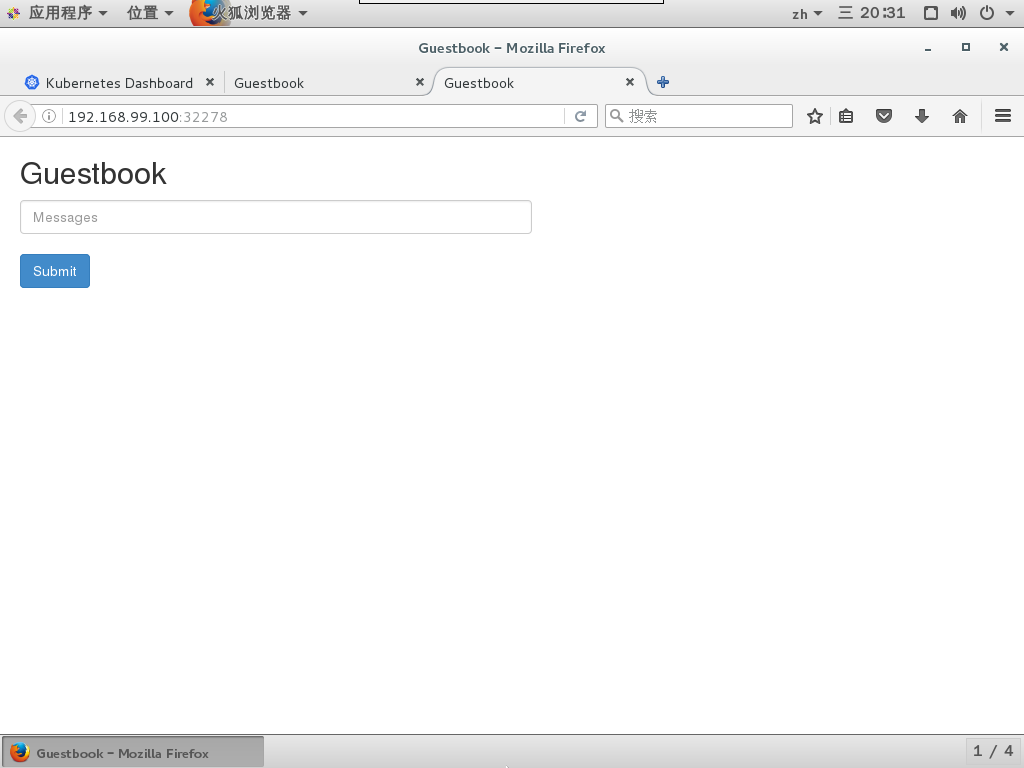 应用程序 位置 火狐浏览器 zh 三 20:31
Guestbook - Mozilla Firefox
Kubernetes Dashboard Guestbook Guestbook
192.168.99.100:32278 搜索
Guestbook
Messages
Submit
Guestbook - Mozilla Firefox 1 / 4